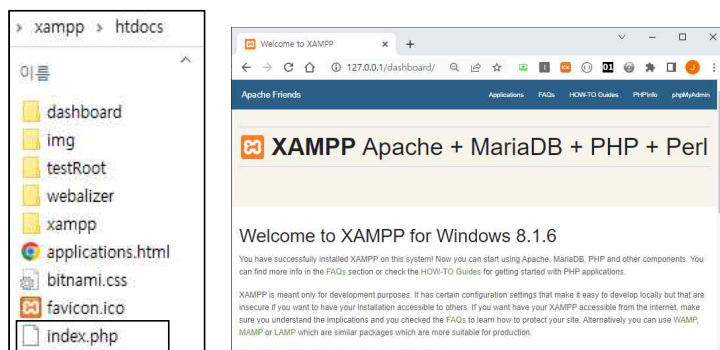 xampp > htdocs
이름
dashboard
img
testRoot
webalizer
xampp
applications.html
bitnami.css
favicon.ico
index.php
Welcome to XAMPP
127.0.0.1/dashboard/
Apache Friends
Applications FAQs HOW-TO Guides PHPInfo phpMyAdmin
XAMPP Apache + MariaDB + PHP + Perl
Welcome to XAMPP for Windows 8.1.6
You have successfully installed XAMPP on this system! Now you can start using Apache, MariaDB, PHP and other components. You
can find more info in the FAQs section or check the HOW-TO Guides for getting started with PHP applications.
XAMPP is meant only for development purposes. It has certain configuration settings that make it easy to develop locally but that are
insecure if you want to have your installation accessible to others. If you want have your XAMPP accessible from the internet, make
sure you understand the implications and you checked the FAQs to learn how to protect your site. Alternatively you can use WAMP,
MAMP or LAMP which are similar packages which are more suitable for production.